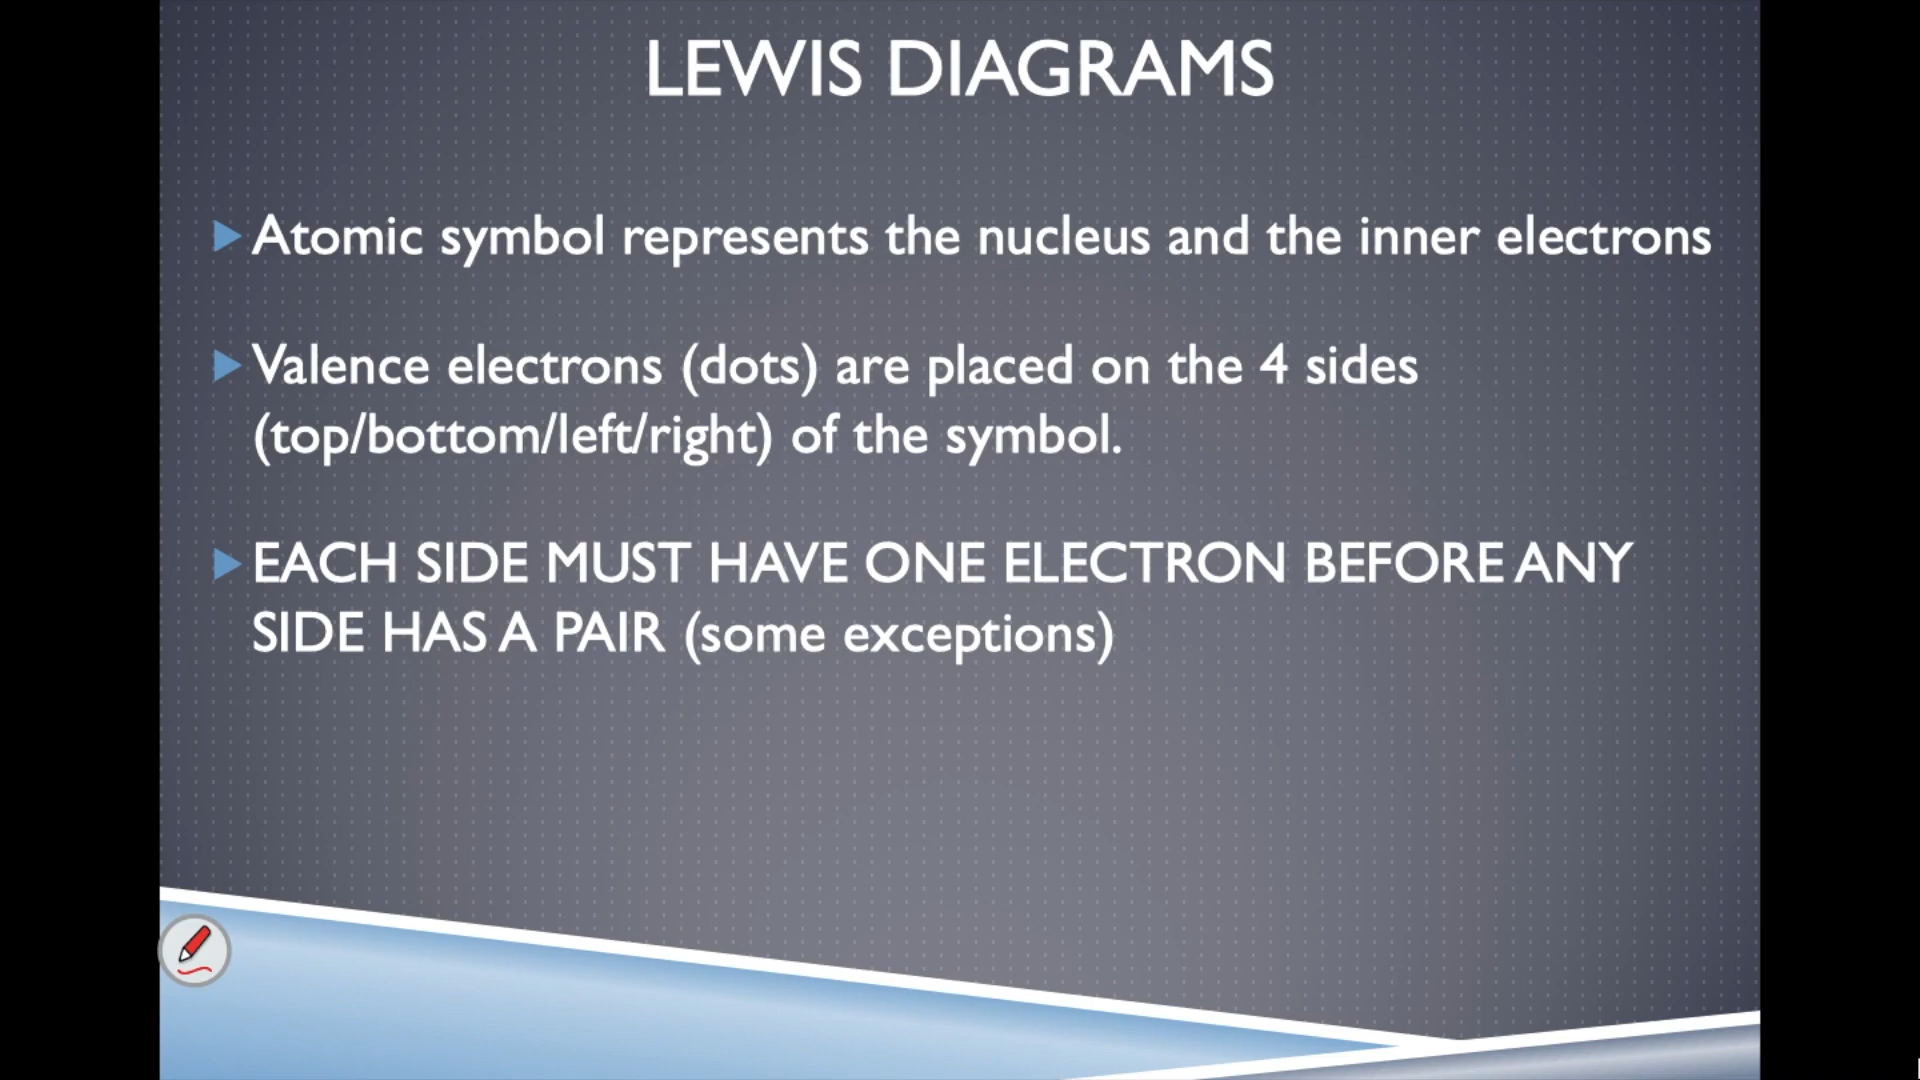 LEWIS DIAGRAMS
Atomic symbol represents the nucleus and the inner electrons
Valence electrons (dots) are placed on the 4 sides
(top/bottom/left/right) of the symbol.
EACH SIDE MUST HAVE ONE ELECTRON BEFORE ANY
SIDE HAS A PAIR (some exceptions)